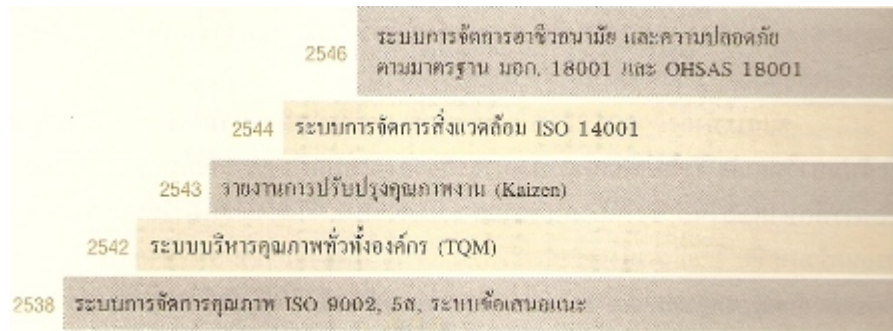 2546 ระบบการจัดการอาชีวอนามัย และความปลอดภัย
ตามมาตรฐาน มอก. 18001 และ OHSAS 18001
2544 ระบบการจัดการสิ่งแวดล้อม ISO 14001
2543 รายงานการปรับปรุงคุณภาพงาน (Kaizen)
2542 ระบบบริหารคุณภาพทั่วทั้งองค์กร (TQM)
2538 ระบบการจัดการคุณภาพ ISO 9002, 5ส, ระบบข้อเสนอแนะ